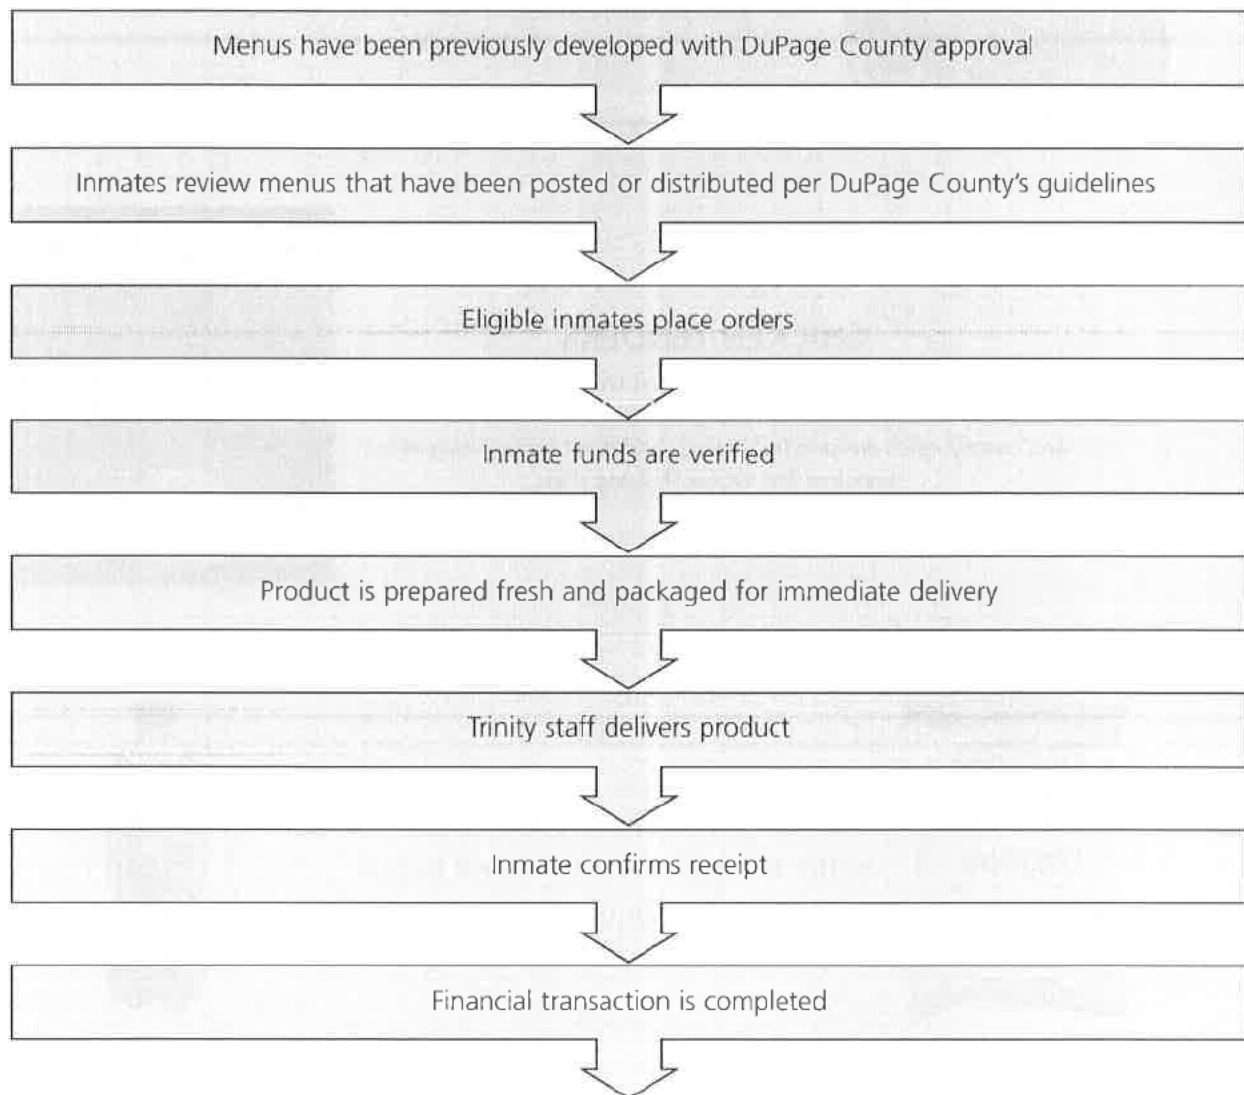 Menus have been previously developed with DuPage County approval
Inmates review menus that have been posted or distributed per DuPage County's guidelines
Eligible inmates place orders
Inmate funds are verified
Product is prepared fresh and packaged for immediate delivery
Trinity staff delivers product
Inmate confirms receipt
Financial transaction is completed